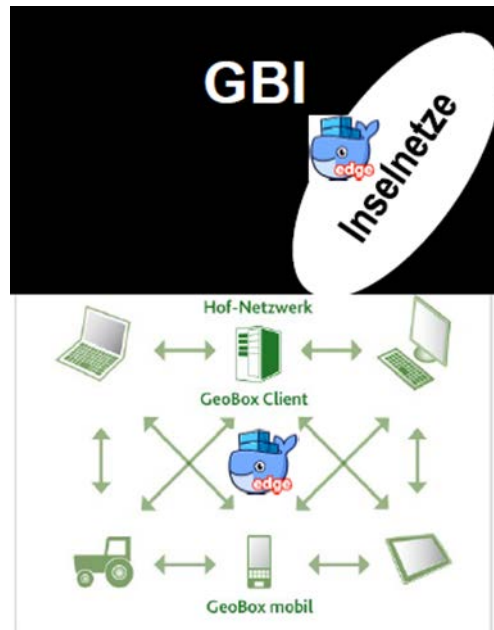 GBI
Inselnetze
edge
Hof-Netzwerk
GeoBox Client
edge
GeoBox mobil